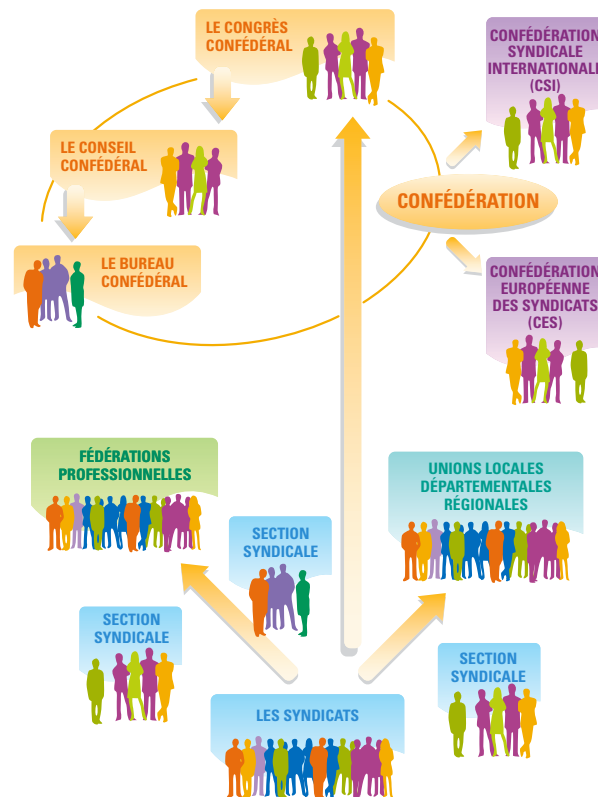 LE CONGRÈS
CONFÉDÉRAL
CONFÉDÉRATION
SYNDICALE
INTERNATIONALE
(CSI)
LE CONSEIL
CONFÉDÉRAL
CONFÉDÉRATION
LE BUREAU
CONFÉDÉRAL
CONFÉDÉRATION
EUROPÉENNE
DES SYNDICATS
(CES)
FÉDÉRATIONS
PROFESSIONNELLES
UNIONS LOCALES
DÉPARTEMENTALES
RÉGIONALES
SECTION
SYNDICALE
SECTION
SYNDICALE
SECTION
SYNDICALE
LES SYNDICATS